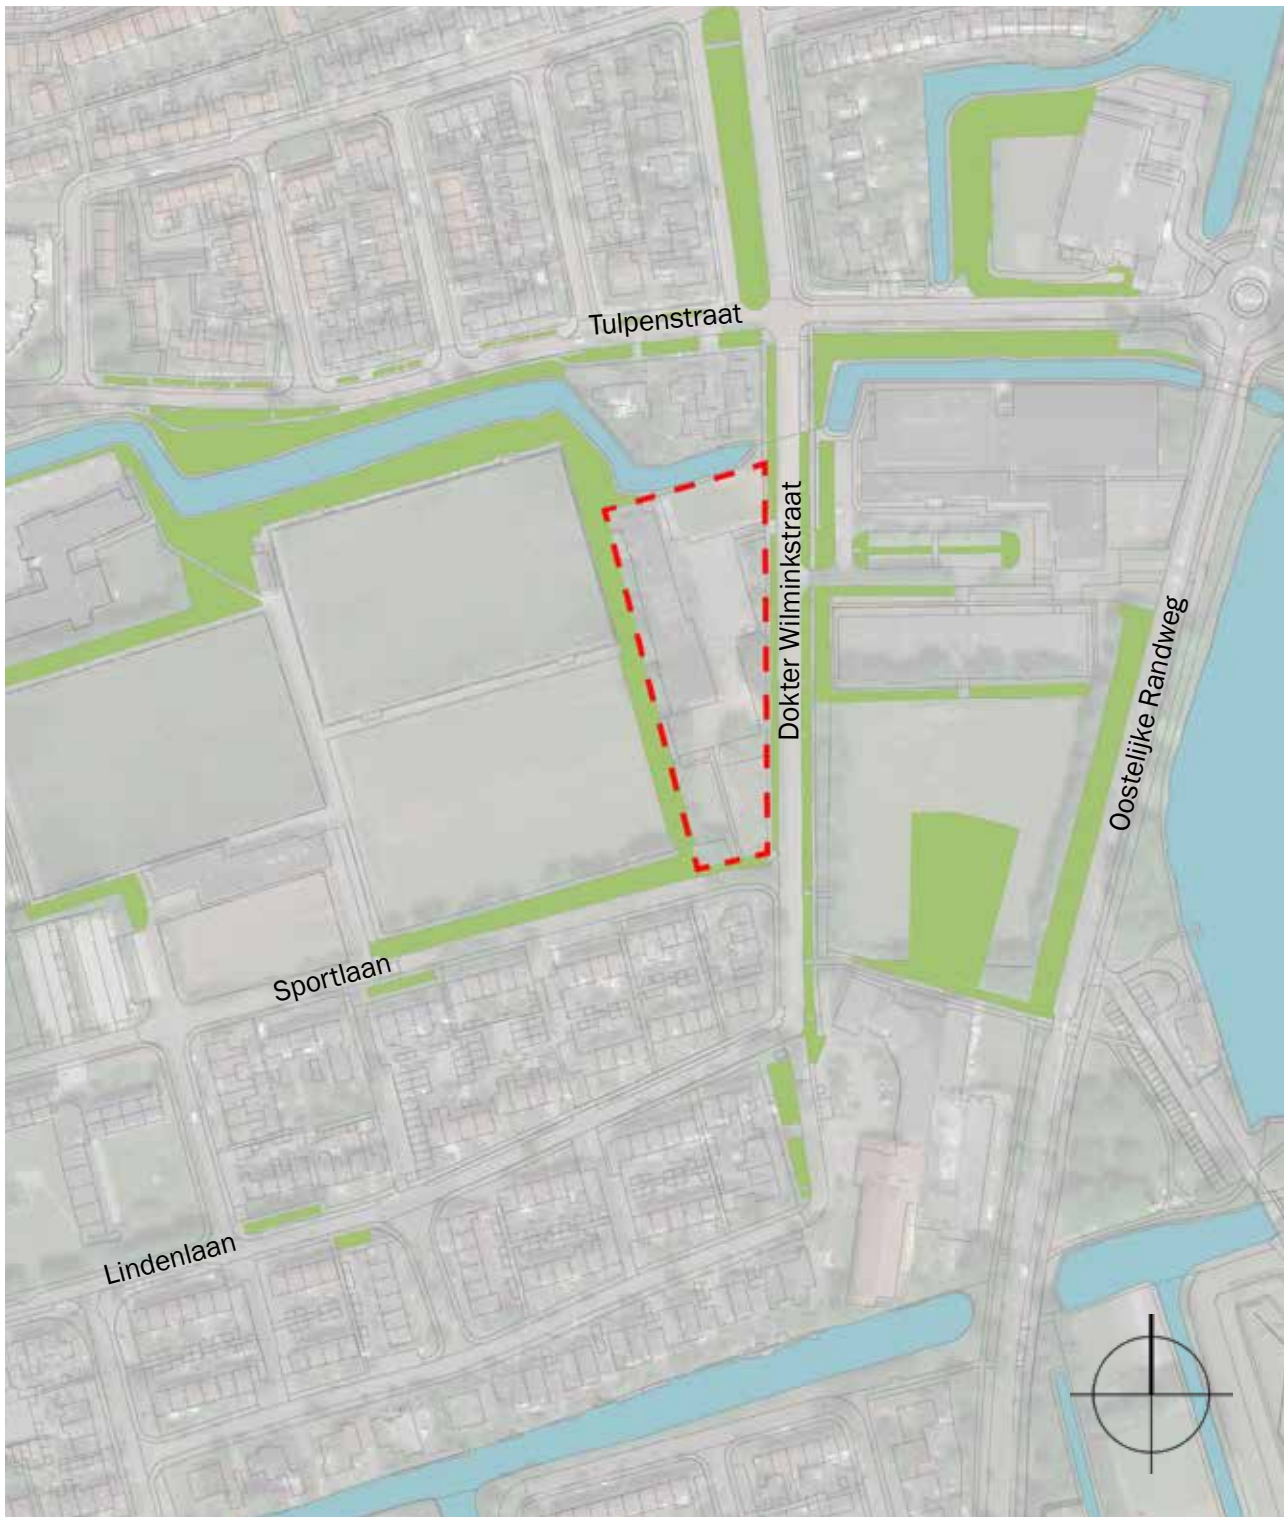 Tulpenstraat
Dokter Wilminkstraat
Oostelijke Randweg
Sportlaan
Lindenlaan